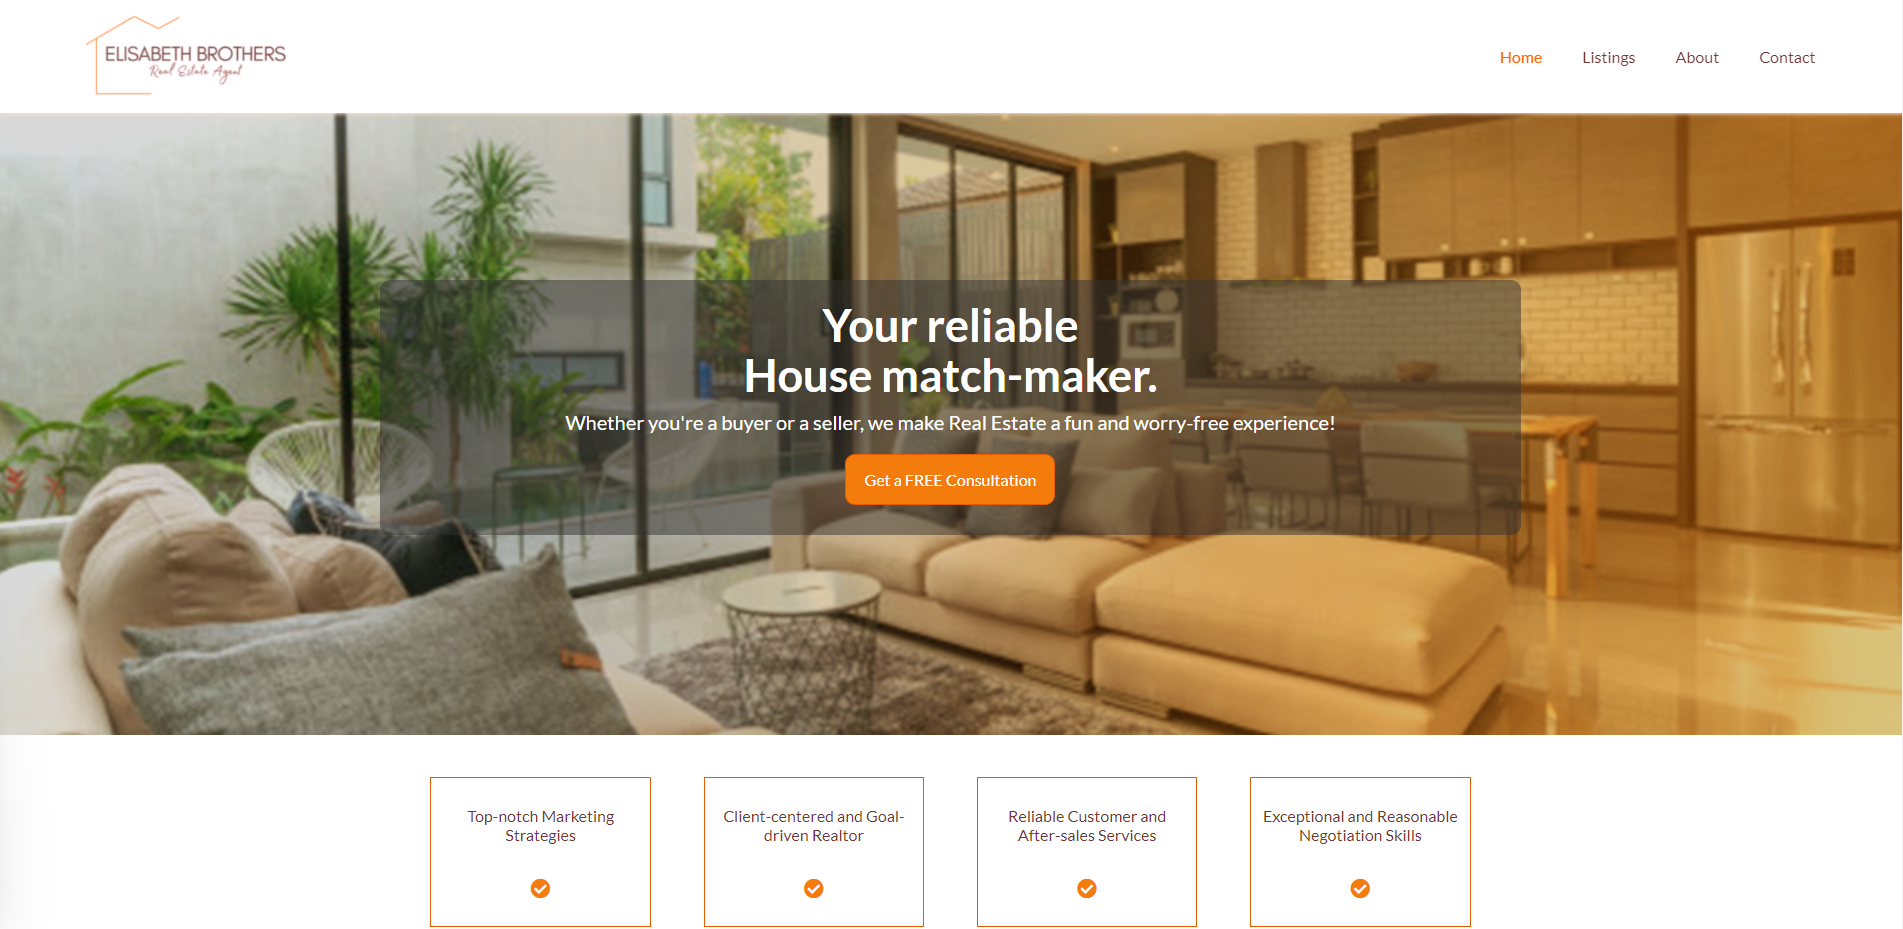 ELISABETH BROTHERS
Real Estate Agent
Home
Listings
About
Contact
Your reliable
House match-maker.
Whether you're a buyer or a seller, we make Real Estate a fun and worry-free experience!
Get a FREE Consultation
Top-notch Marketing
Strategies
Client-centered and Goal-
driven Realtor
Reliable Customer and
After-sales Services
Exceptional and Reasonable
Negotiation Skills